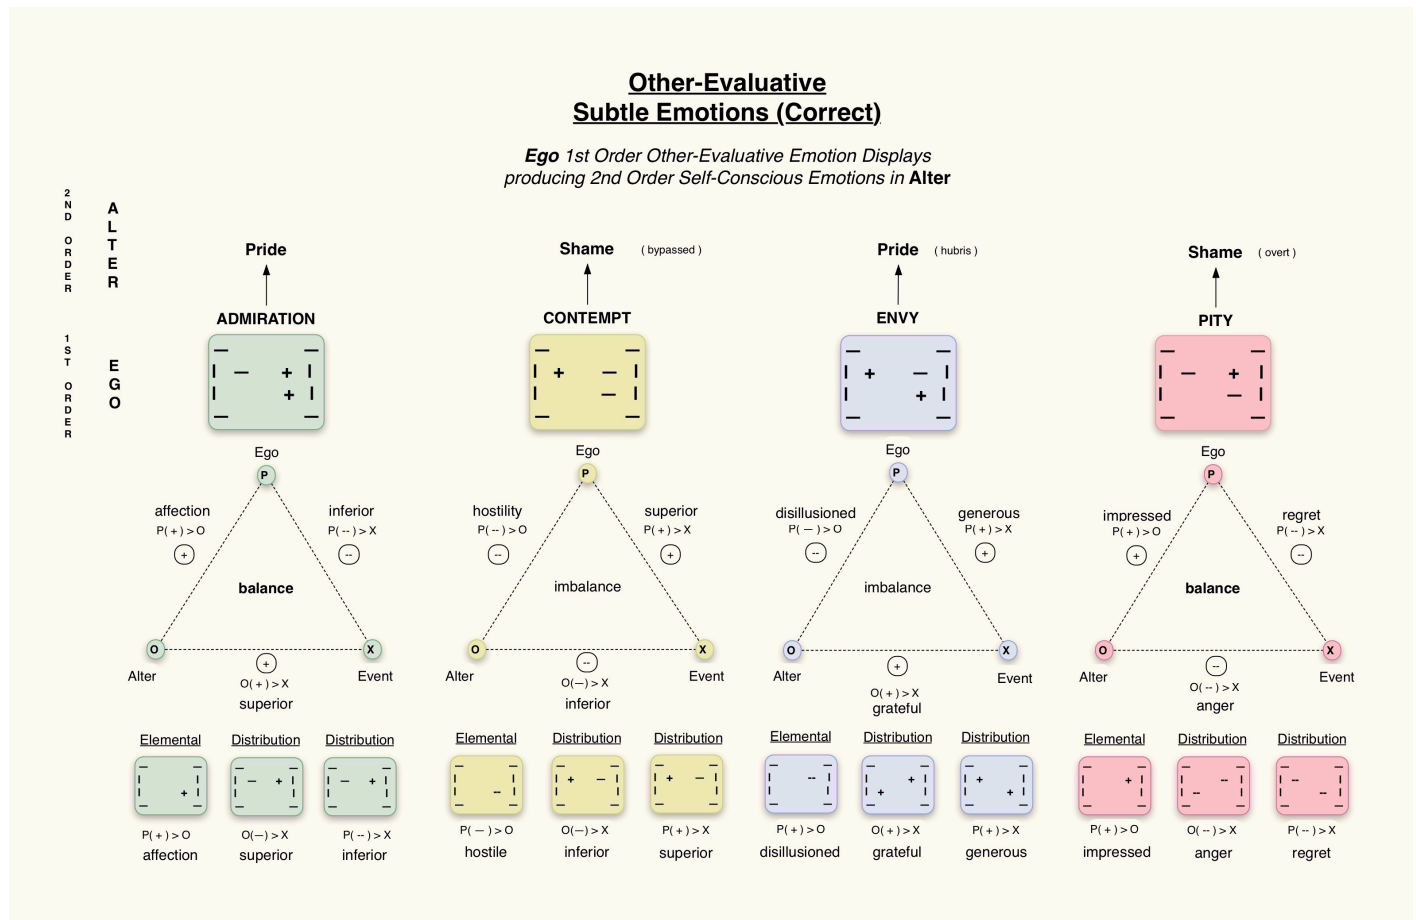 Other-Evaluative
Subtle Emotions (Correct)
Ego 1st Order Other-Evaluative Emotion Displays
producing 2nd Order Self-Conscious Emotions in Alter
2ND ORDER
ALTER
1ST ORDER
EGO
Pride
ADMIRATION
— —
| — + |
| + |
— —
Ego
P
affection
P( + ) > O
+
inferior
P( -- ) > X
--
balance
O
X
Alter
Event
+
O( + ) > X
superior
Elemental
Distribution
Distribution
+
— +
— +
P( + ) > O
O(—) > X
P( -- ) > X
affection
superior
inferior
Shame ( bypassed )
CONTEMPT
— —
| + — |
| — |
— —
Ego
P
hostility
P( -- ) > O
--
superior
P( + ) > X
+
imbalance
O
X
Alter
Event
--
O(—) > X
inferior
Elemental
Distribution
Distribution
--
+ —
+ —
P( — ) > O
O(—) > X
P( + ) > X
hostile
inferior
superior
Pride ( hubris )
ENVY
— —
| + — |
| + |
— —
Ego
P
disillusioned
P( — ) > O
--
generous
P( + ) > X
+
imbalance
O
X
Alter
Event
+
O( + ) > X
grateful
Elemental
Distribution
Distribution
--
+
+
+
+
P( + ) > O
O( + ) > X
P( + ) > X
disillusioned
grateful
generous
Shame ( overt )
PITY
— —
| — + |
| — |
— —
Ego
P
impressed
P( + ) > O
+
regret
P( -- ) > X
--
balance
O
X
Alter
Event
--
O( -- ) > X
anger
Elemental
Distribution
Distribution
+
--
--
--
--
P( + ) > O
O( -- ) > X
P( -- ) > X
impressed
anger
regret